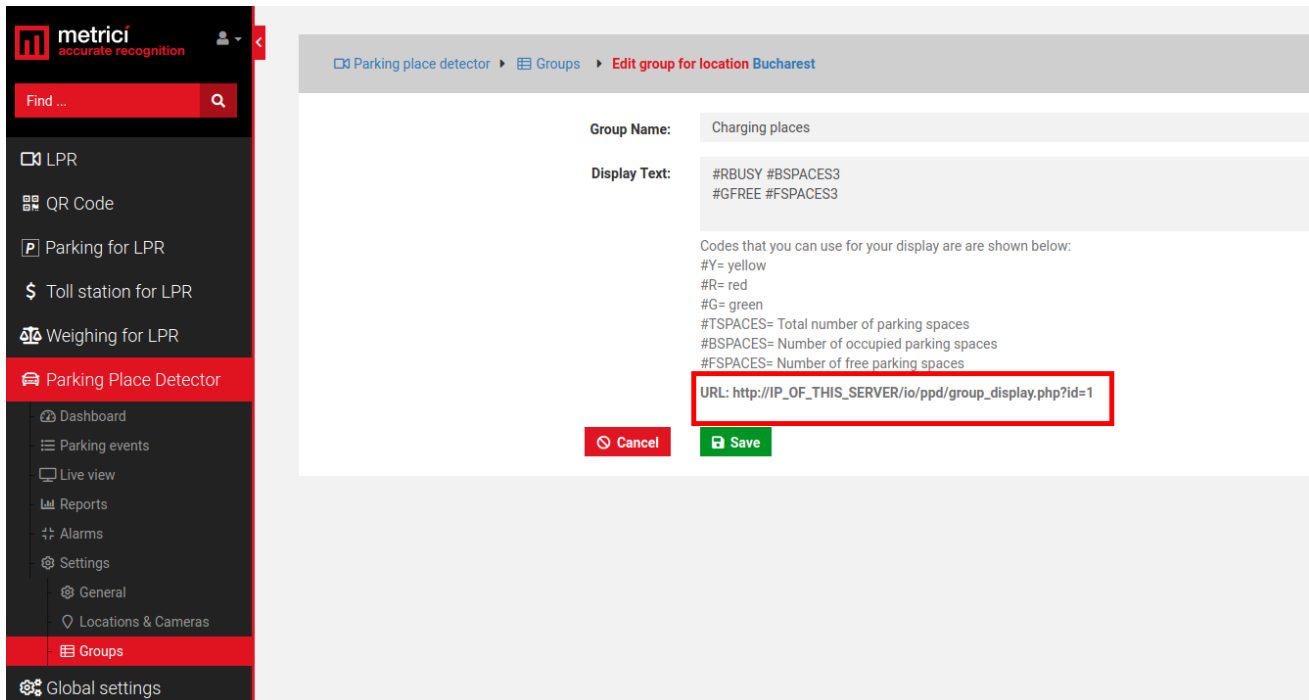 metrici
accurate recognition
Find ...
LPR
QR Code
Parking for LPR
Toll station for LPR
Weighing for LPR
Parking Place Detector
Dashboard
Parking events
Live view
Reports
Alarms
Settings
General
Locations & Cameras
Groups
Global settings
Parking place detector Groups Edit group for location Bucharest
Group Name: Charging places
Display Text: #RBUSY #BSPACES3
#GFREE #FSPACES3
Codes that you can use for your display are are shown below:
#Y= yellow
#R= red
#G= green
#TSPACES= Total number of parking spaces
#BSPACES= Number of occupied parking spaces
#FSPACES= Number of free parking spaces
URL: http://IP_OF_THIS_SERVER/io/ppd/group_display.php?id=1
Cancel Save